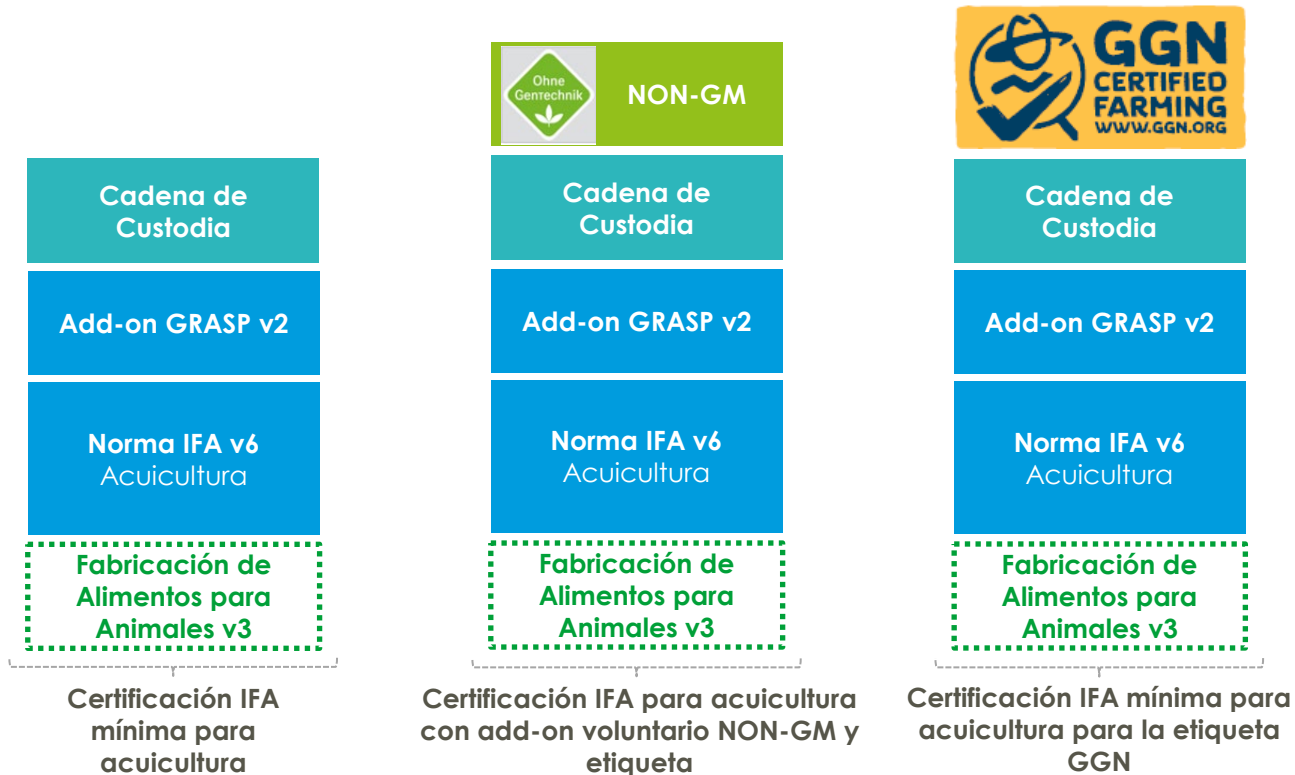 Cadena de
Custodia
Add-on GRASP v2
Norma IFA v6
Acuicultura
Fabricación de
Alimentos para
Animales v3
Certificación IFA
mínima para
acuicultura
Ohne
Gentechnik
NON-GM
Cadena de
Custodia
Add-on GRASP v2
Norma IFA v6
Acuicultura
Fabricación de
Alimentos para
Animales v3
Certificación IFA para acuicultura
con add-on voluntario NON-GM y
etiqueta
GGN
CERTIFIED
FARMING
WWW.GGN.ORG
Cadena de
Custodia
Add-on GRASP v2
Norma IFA v6
Acuicultura
Fabricación de
Alimentos para
Animales v3
Certificación IFA mínima para
acuicultura para la etiqueta
GGN